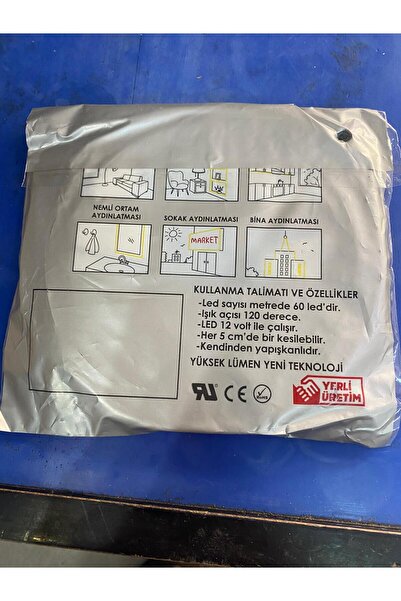 NEMLİ ORTAM
AYDINLATMASI
SOKAK AYDINLATMASI
BİNA AYDINLATMASI
MARKET
KULLANMA TALİMATI VE ÖZELLİKLER
-Led sayısı metrede 60 led'dir.
-Işık açısı 120 derece.
-LED 12 volt ile çalışır.
-Her 5 cm'de bir kesilebilir.
-Kendinden yapışkanlıdır.
YÜKSEK LÜMEN YENİ TEKNOLOJİ
CE
YERLİ
ÜRETİM